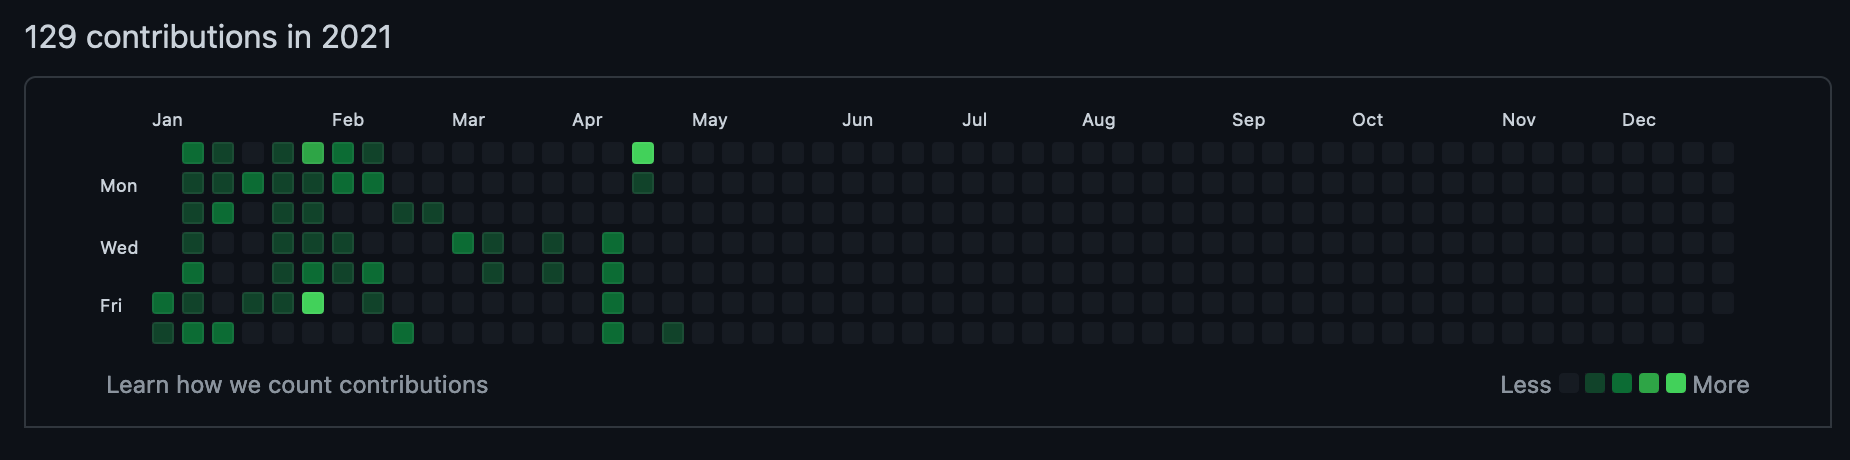 129 contributions in 2021
Jan Feb Mar Apr May Jun Jul Aug Sep Oct Nov Dec
Mon
Wed
Fri
Learn how we count contributions
Less More